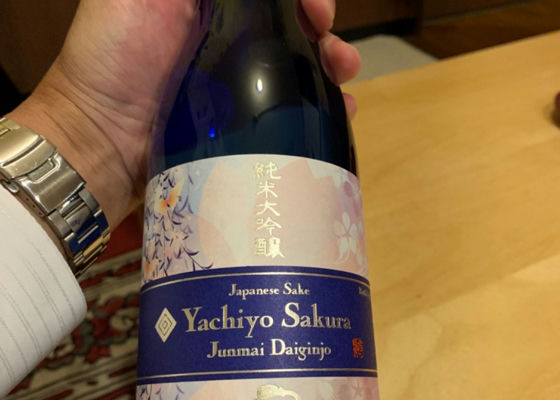 純米大吟醸
Japanese Sake
Yachiyo Sakura
Junmai Daiginjo